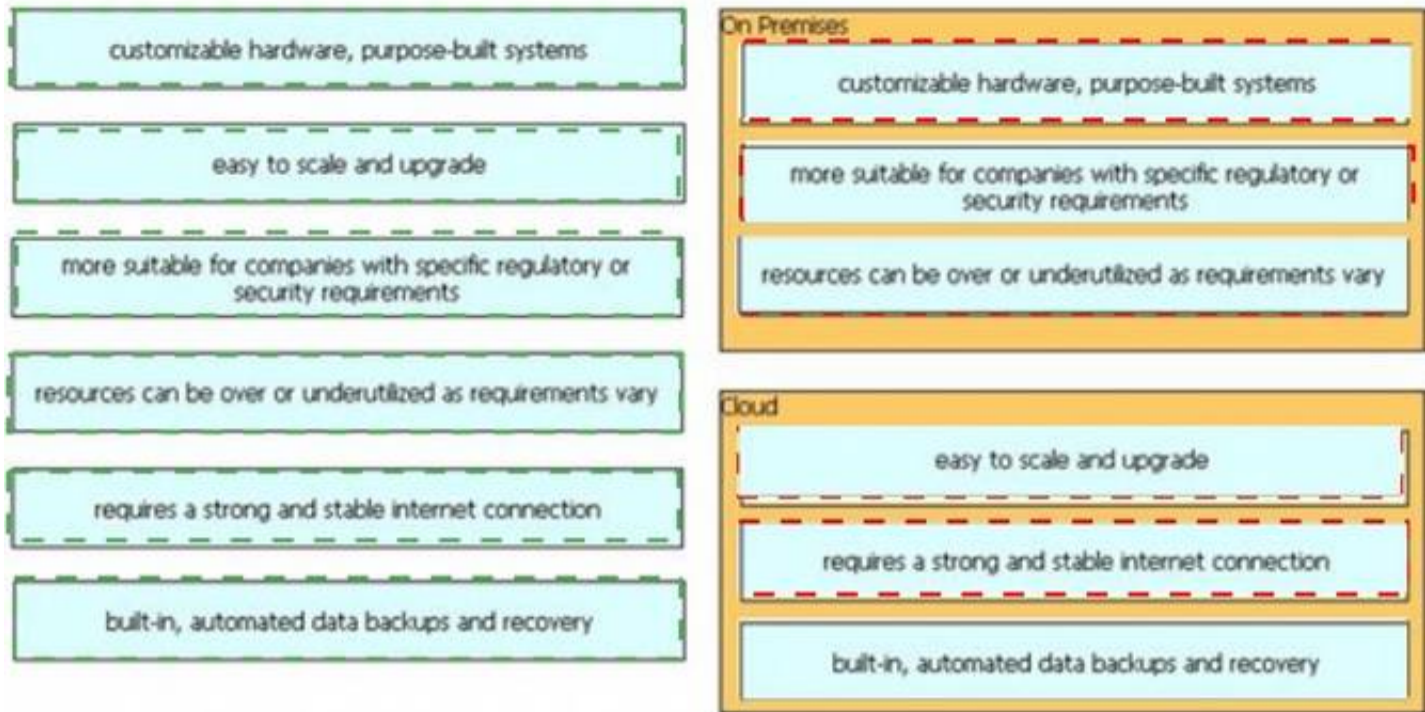 customizable hardware, purpose-built systems
easy to scale and upgrade
more suitable for companies with specific regulatory or
security requirements
resources can be over or underutilized as requirements vary
requires a strong and stable internet connection
built-in, automated data backups and recovery
On Premises
customizable hardware, purpose-built systems
more suitable for companies with specific regulatory or
security requirements
resources can be over or underutilized as requirements vary
Cloud
easy to scale and upgrade
requires a strong and stable internet connection
built-in, automated data backups and recovery